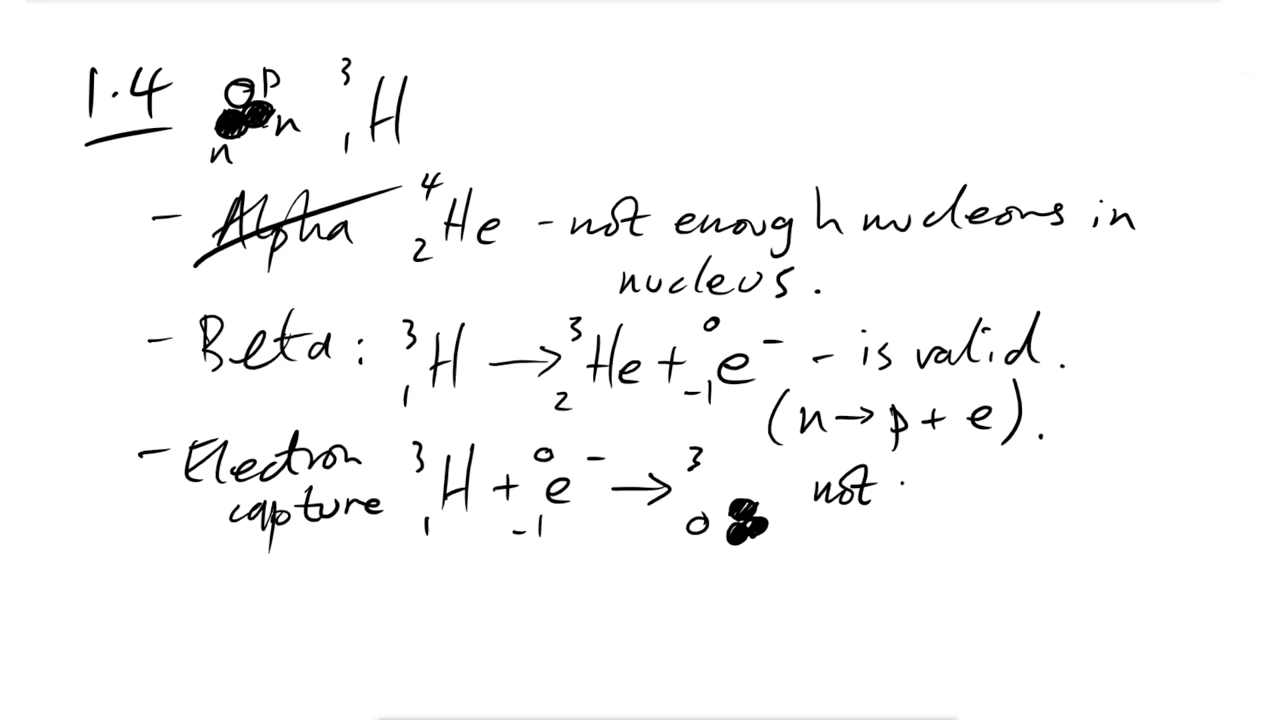 1.4 p n n ³₁H
- Alpha ⁴₂He - not enough nucleons in
nucleus.
- Beta: ³₁H → ³₂He + ⁰₋₁e⁻ - is valid.
(n → p + e).
- Electron capture ³₁H + ⁰₋₁e⁻ → ³₀ not